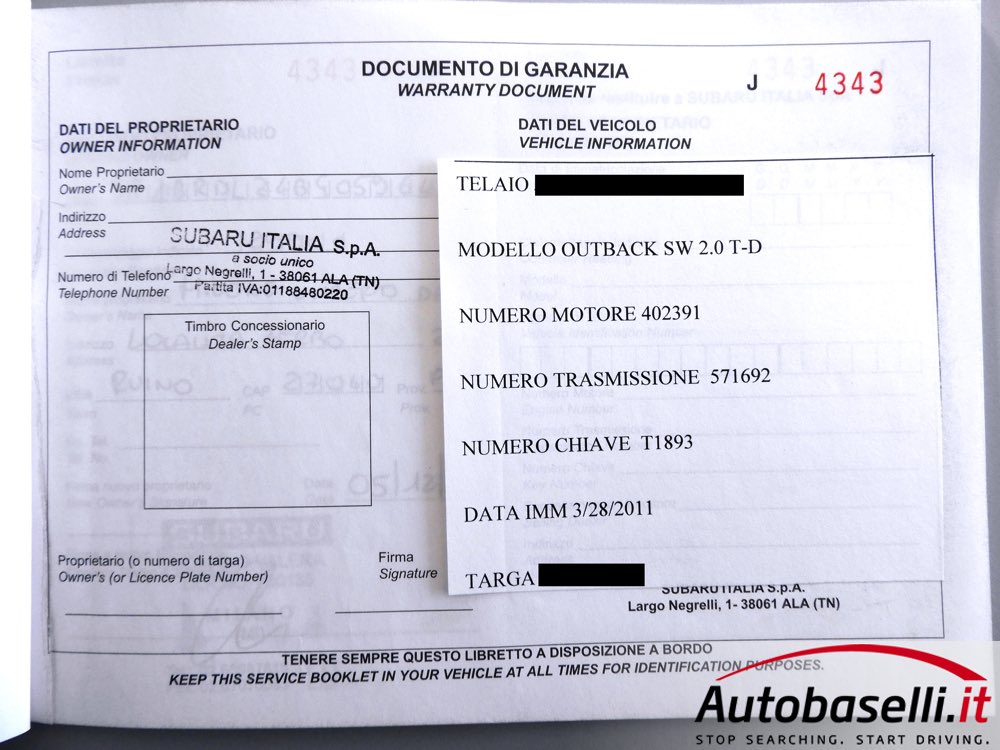 DOCUMENTO DI GARANZIA
WARRANTY DOCUMENT
J 4343
DATI DEL PROPRIETARIO
OWNER INFORMATION
Nome Proprietario
Owner's Name
Indirizzo
Address
SUBARU ITALIA S.p.A.
a socio unico
Largo Negrelli, 1 - 38061 ALA (TN)
Partita IVA:01188480220
Numero di Telefono
Telephone Number
Timbro Concessionario
Dealer's Stamp
Proprietario (o numero di targa)
Owner's (or Licence Plate Number)
Firma
Signature
DATI DEL VEICOLO
VEHICLE INFORMATION
TELAIO
MODELLO OUTBACK SW 2.0 T-D
NUMERO MOTORE 402391
NUMERO TRASMISSIONE 571692
NUMERO CHIAVE T1893
DATA IMM 3/28/2011
TARGA
SUBARU ITALIA S.p.A.
Largo Negrelli, 1- 38061 ALA (TN)
TENERE SEMPRE QUESTO LIBRETTO A DISPOSIZIONE A BORDO
KEEP THIS SERVICE BOOKLET IN YOUR VEHICLE AT ALL TIMES FOR IDENTIFICATION PURPOSES.
Autobaselli.it
STOP SEARCHING. START DRIVING.